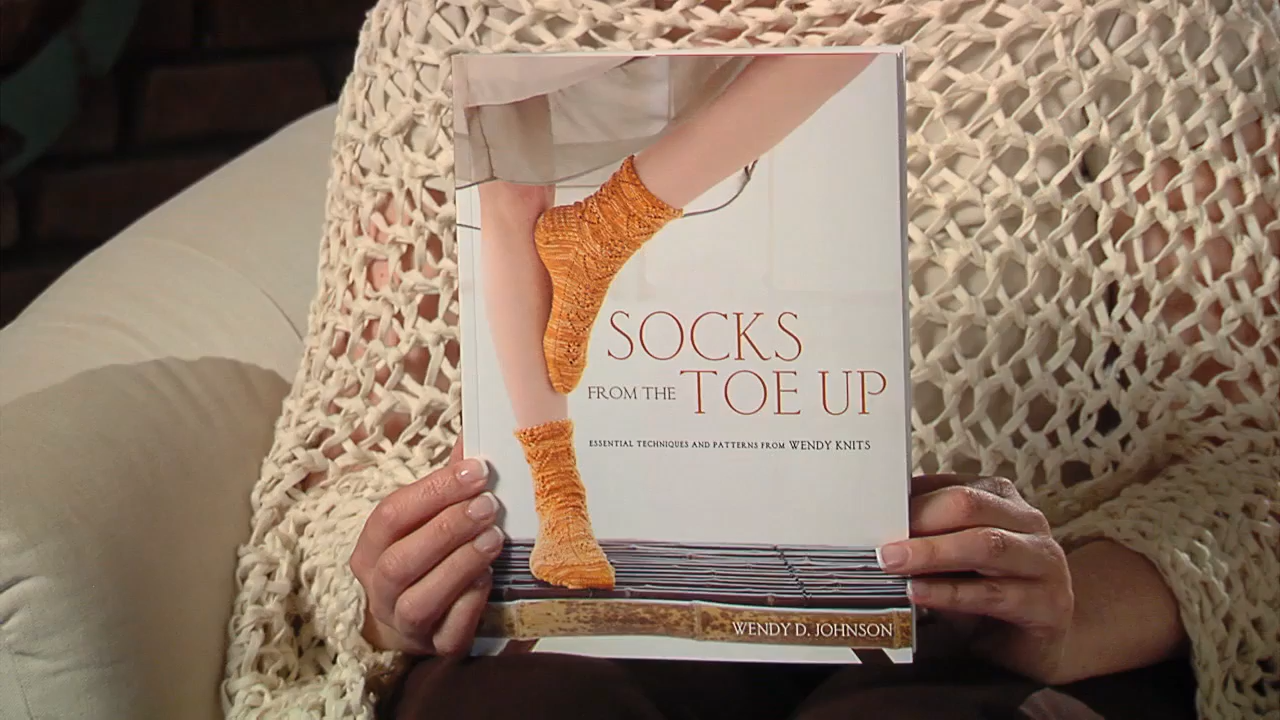 SOCKS
FROM THE TOE UP
ESSENTIAL TECHNIQUES AND PATTERNS FROM WENDY KNITS
WENDY D. JOHNSON